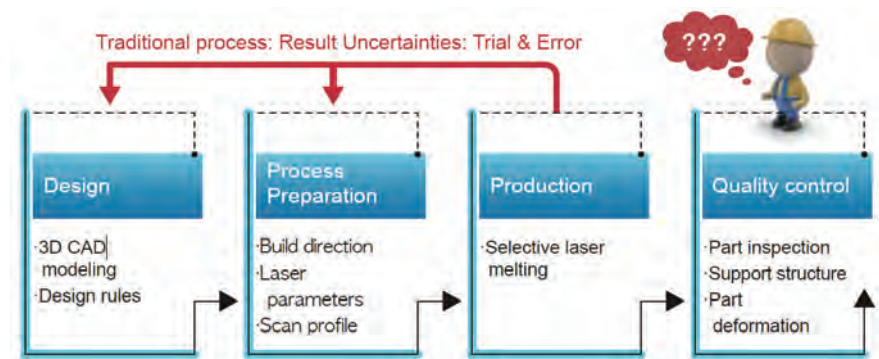 Traditional process: Result Uncertainties: Trial & Error
???
Design
·3D CAD
modeling
·Design rules
Process
Preparation
·Build direction
·Laser
parameters
·Scan profile
Production
·Selective laser
melting
Quality control
·Part inspection
·Support structure
·Part
deformation